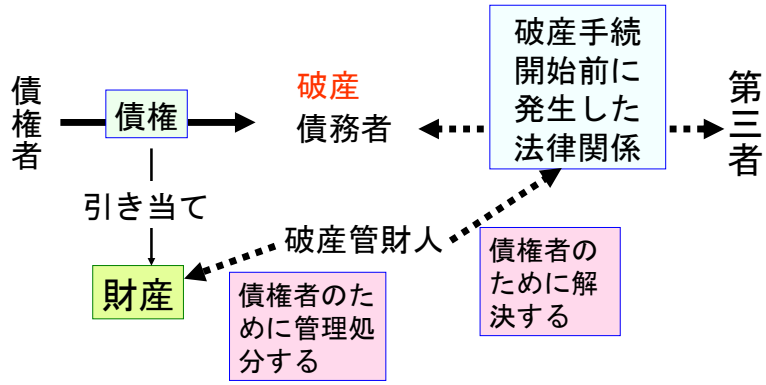 債権者
債権
破産
債務者
破産手続
開始前に
発生した
法律関係
第三者
引き当て
破産管財人
財産
債権者のた
めに管理処
分する
債権者の
ために解
決する